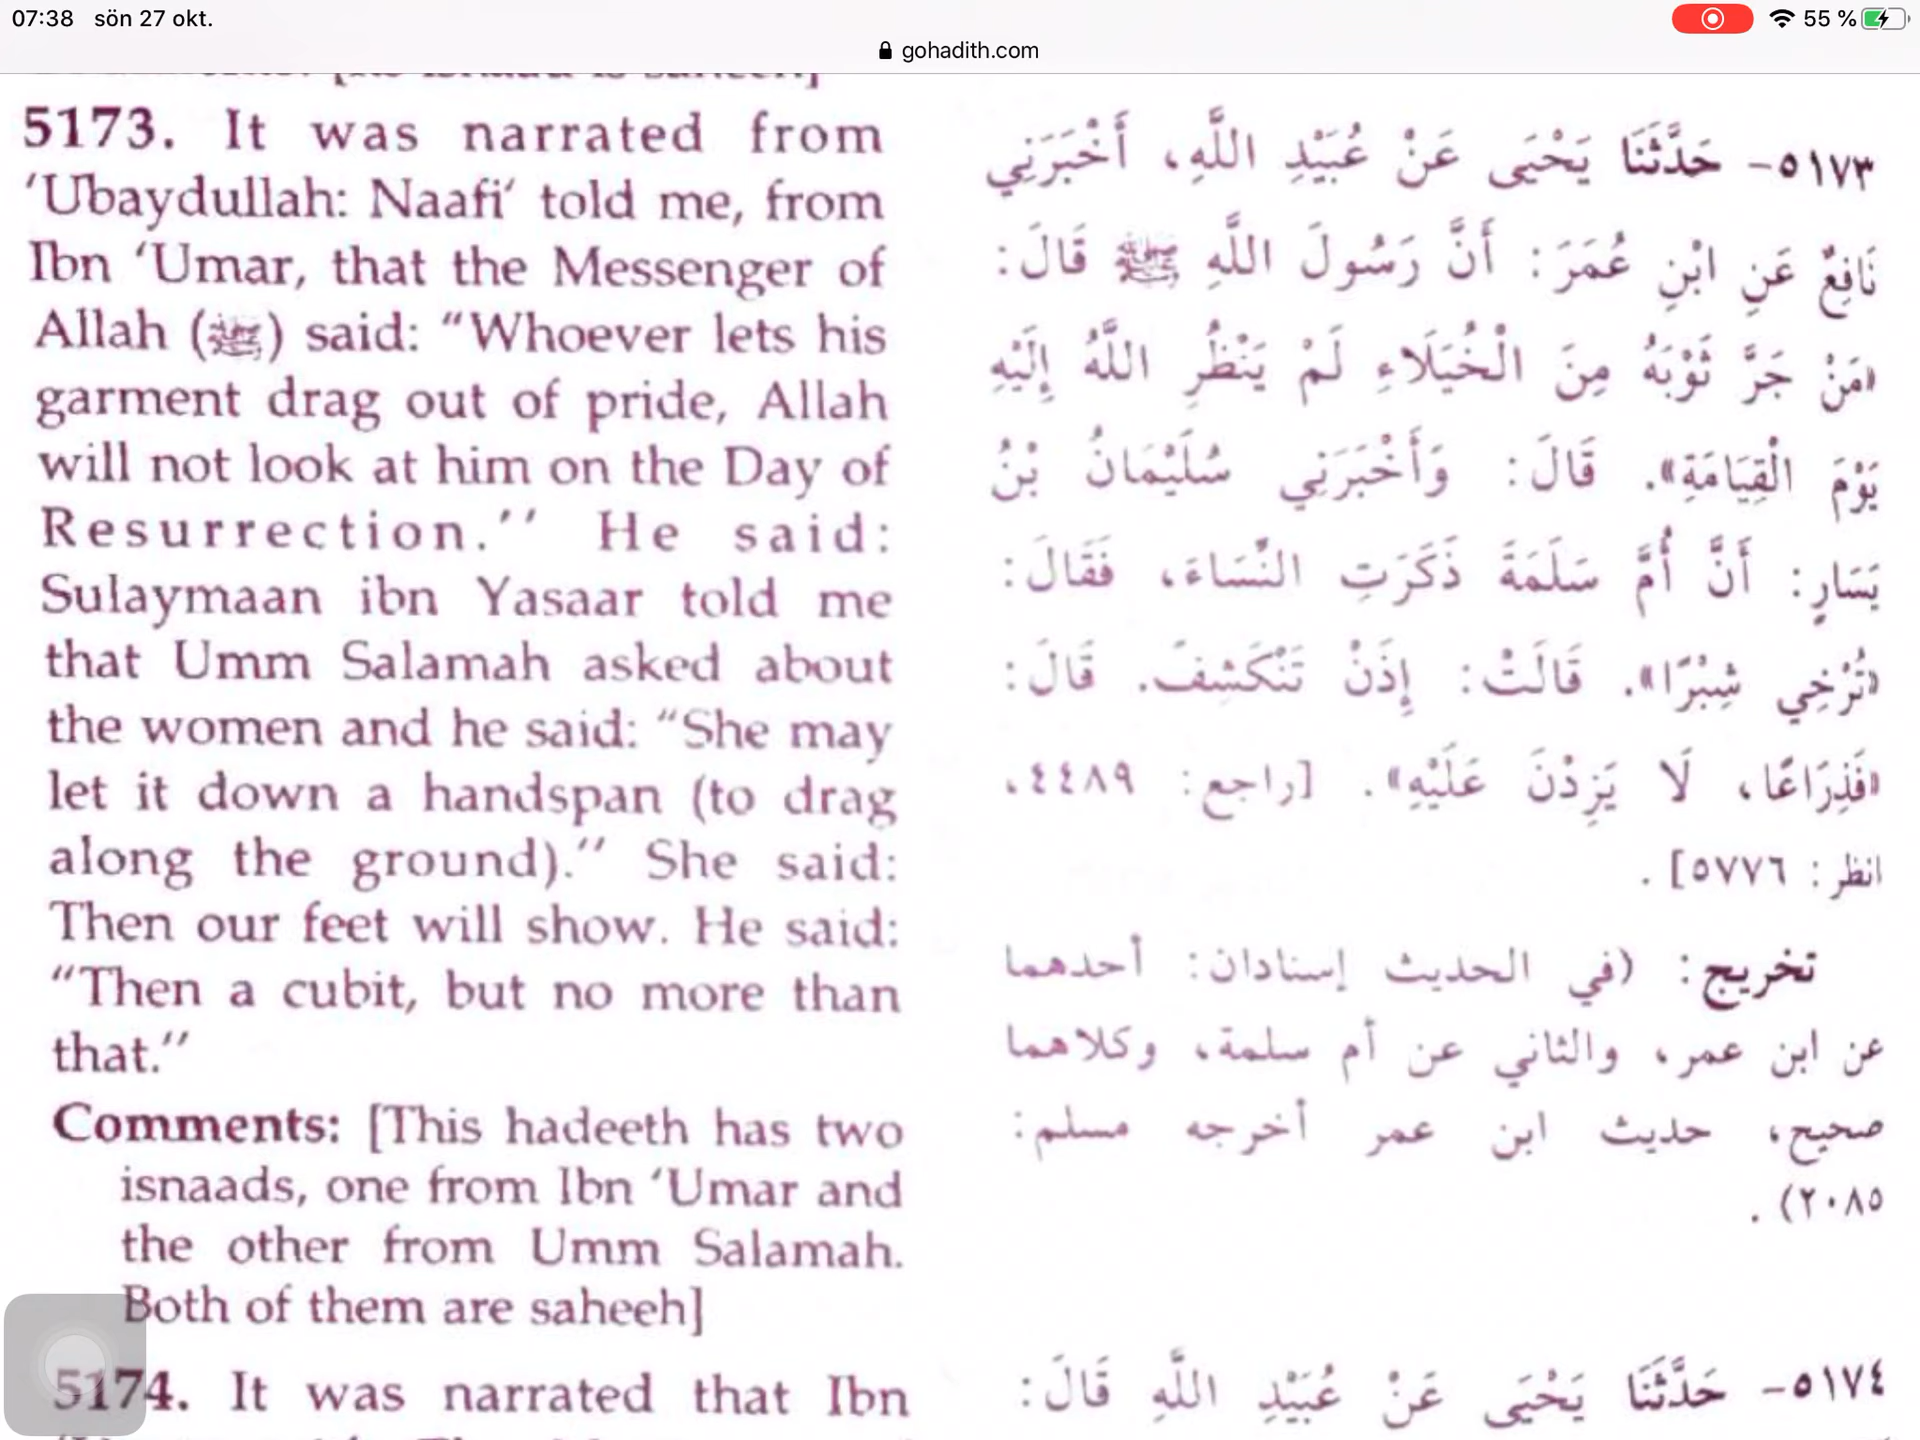 07:38 sön 27 okt.
55 %
gohadith.com
5173. It was narrated from
‘Ubaydullah: Naafi‘ told me, from
Ibn ‘Umar, that the Messenger of
Allah (ﷺ) said: “Whoever lets his
garment drag out of pride, Allah
will not look at him on the Day of
Resurrection.’’ He said:
Sulaymaan ibn Yasaar told me
that Umm Salamah asked about
the women and he said: “She may
let it down a handspan (to drag
along the ground).’’ She said:
Then our feet will show. He said:
“Then a cubit, but no more than
that.’’
Comments: [This hadeeth has two
isnaads, one from Ibn ‘Umar and
the other from Umm Salamah.
Both of them are saheeh]
5174. It was narrated that Ibn
٥١٧٣- حَدَّثَنَا يَحْيَى عَنْ عُبَيْدِ اللَّهِ، أَخْبَرَنِي
نَافِعٌ عَنِ ابْنِ عُمَرَ: أَنَّ رَسُولَ اللَّهِ ﷺ قَالَ:
«مَنْ جَرَّ ثَوْبَهُ مِنَ الْخُيَلَاءِ لَمْ يَنْظُرِ اللَّهُ إِلَيْهِ
يَوْمَ الْقِيَامَةِ». قَالَ: وَأَخْبَرَنِي سُلَيْمَانُ بْنُ
يَسَارٍ: أَنَّ أُمَّ سَلَمَةَ ذَكَرَتِ النِّسَاءَ، فَقَالَ:
«تُرْخِي شِبْرًا». قَالَتْ: إِذَنْ تَنْكَشِفَ. قَالَ:
«فَذِرَاعًا، لَا يَزِدْنَ عَلَيْهِ». [راجع: ٤٤٨٩،
انظر: ٥٧٧٦].
تخريج: (في الحديث إسنادان: أحدهما
عن ابن عمر، والثاني عن أم سلمة، وكلاهما
صحيح، حديث ابن عمر أخرجه مسلم:
٢٠٨٥).
٥١٧٤- حَدَّثَنَا يَحْيَى عَنْ عُبَيْدِ اللَّهِ قَالَ: